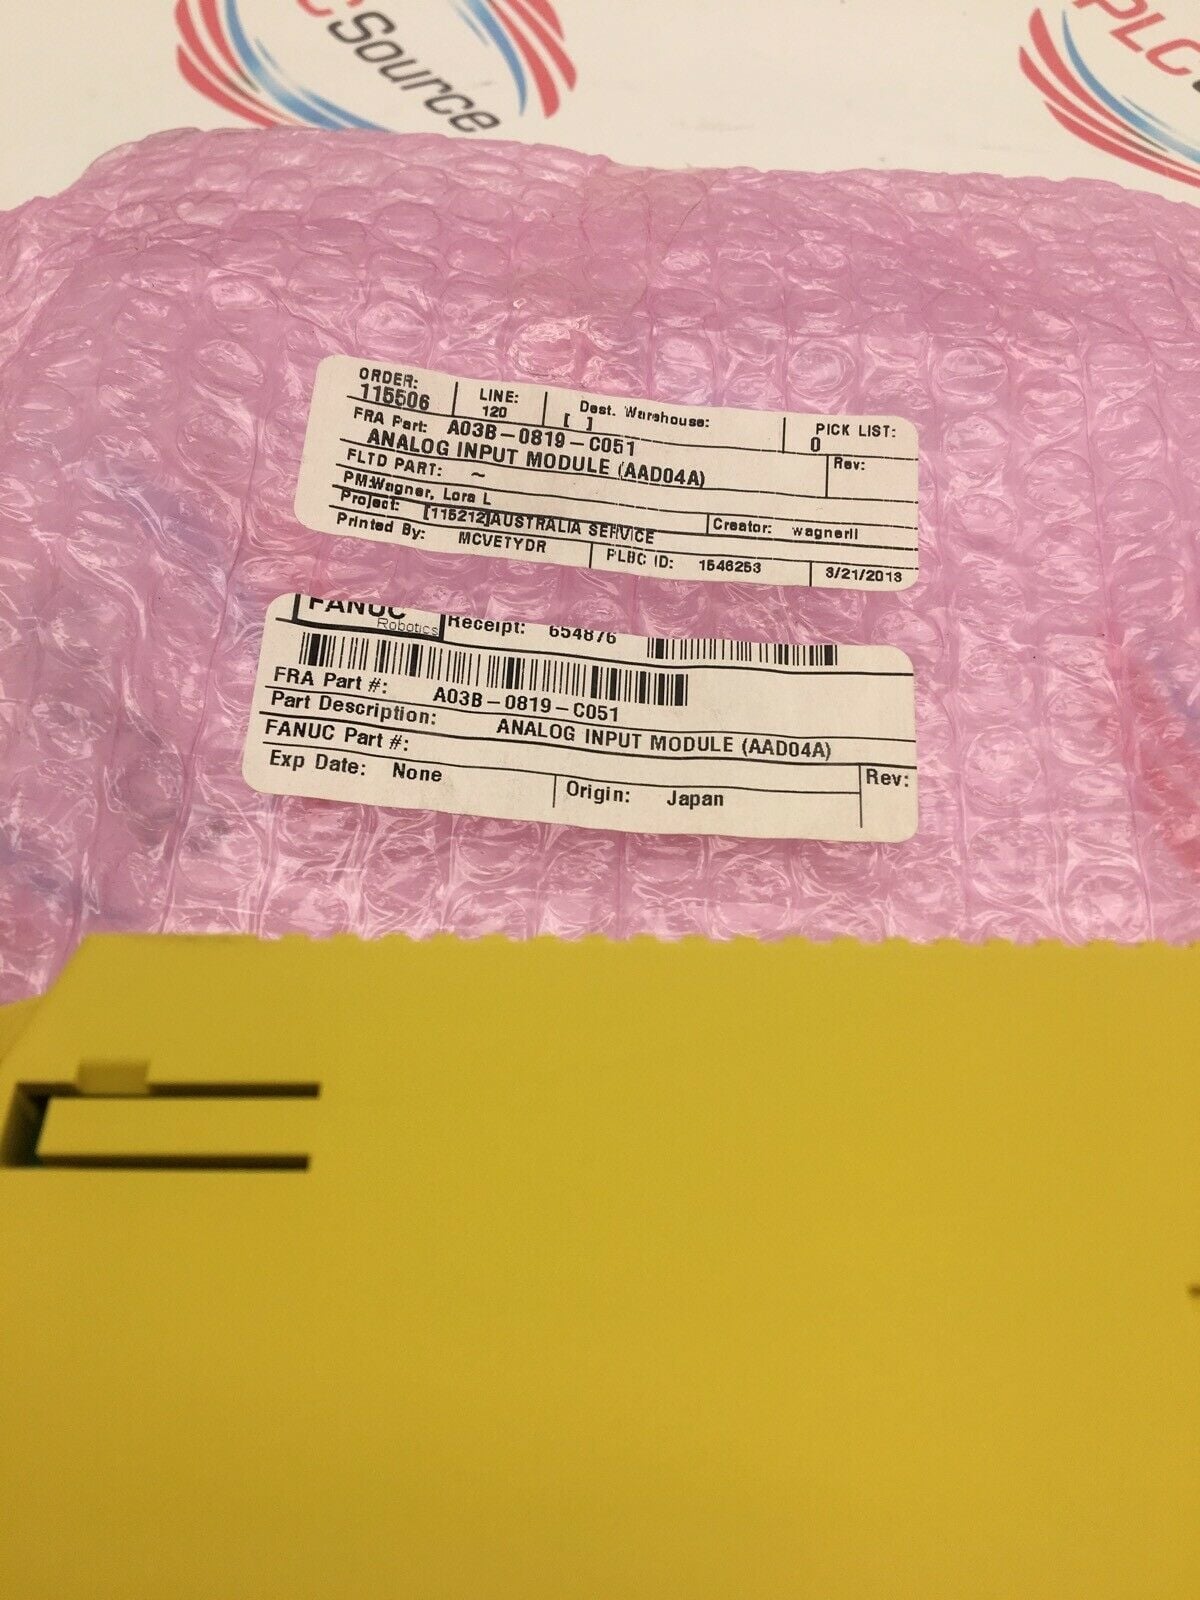 CSource
PLC
ORDER: 115506 LINE: 120 Dest. Warehouse: [ ] PICK LIST: 0
FRA Part: A03B-0819-C051
ANALOG INPUT MODULE (AAD04A) Rev:
FLTD PART: ~
PM:Wagner, Lora L Creator: wagnerll
Project: [115212]AUSTRALIA SERVICE
Printed By: MCVETYDR PLBC ID: 1546253 3/21/2013
FANUC
Robotics
Receipt: 654876
FRA Part #: A03B-0819-C051
Part Description: ANALOG INPUT MODULE (AAD04A)
FANUC Part #:
Rev:
Exp Date: None Origin: Japan